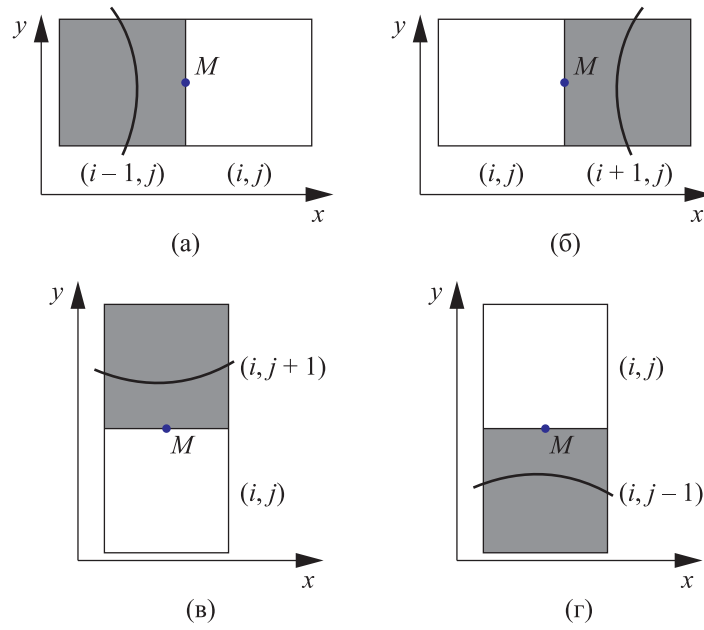 y
M
(i – 1, j)
(i, j)
x
(а)
y
M
(i, j)
(i + 1, j)
x
(б)
y
(i, j + 1)
M
(i, j)
x
(в)
y
(i, j)
M
(i, j – 1)
x
(г)